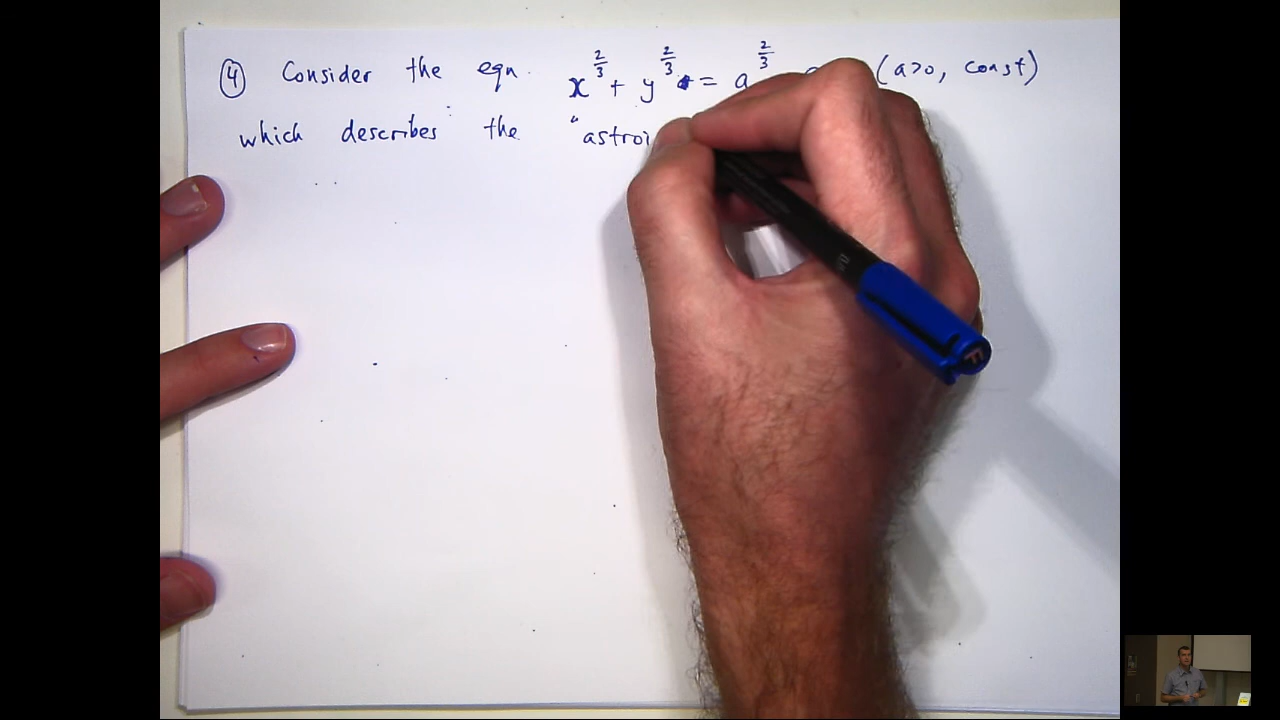 ④ Consider the eqn. x^{2/3} + y^{2/3} = a^{2/3} (a>0, const)
which describes the "astroi